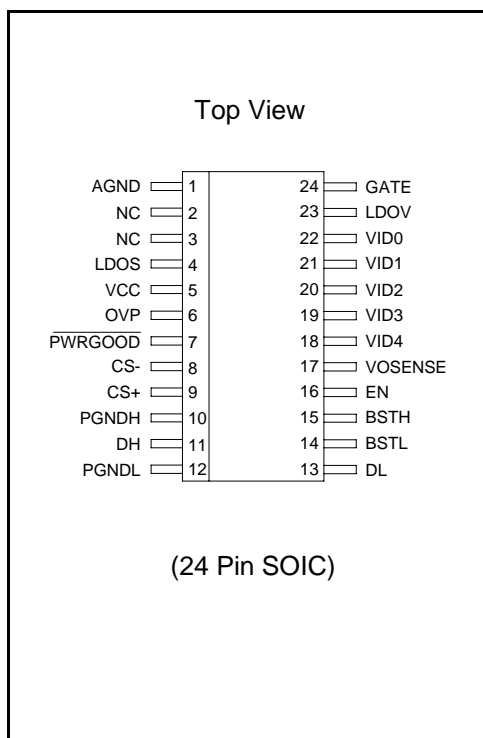 Top View
AGND 1 24 GATE
NC 2 23 LDOV
NC 3 22 VID0
LDOS 4 21 VID1
VCC 5 20 VID2
OVP 6 19 VID3
PWRGOOD 7 18 VID4
CS- 8 17 VOSENSE
CS+ 9 16 EN
PGNDH 10 15 BSTH
DH 11 14 BSTL
PGNDL 12 13 DL
(24 Pin SOIC)